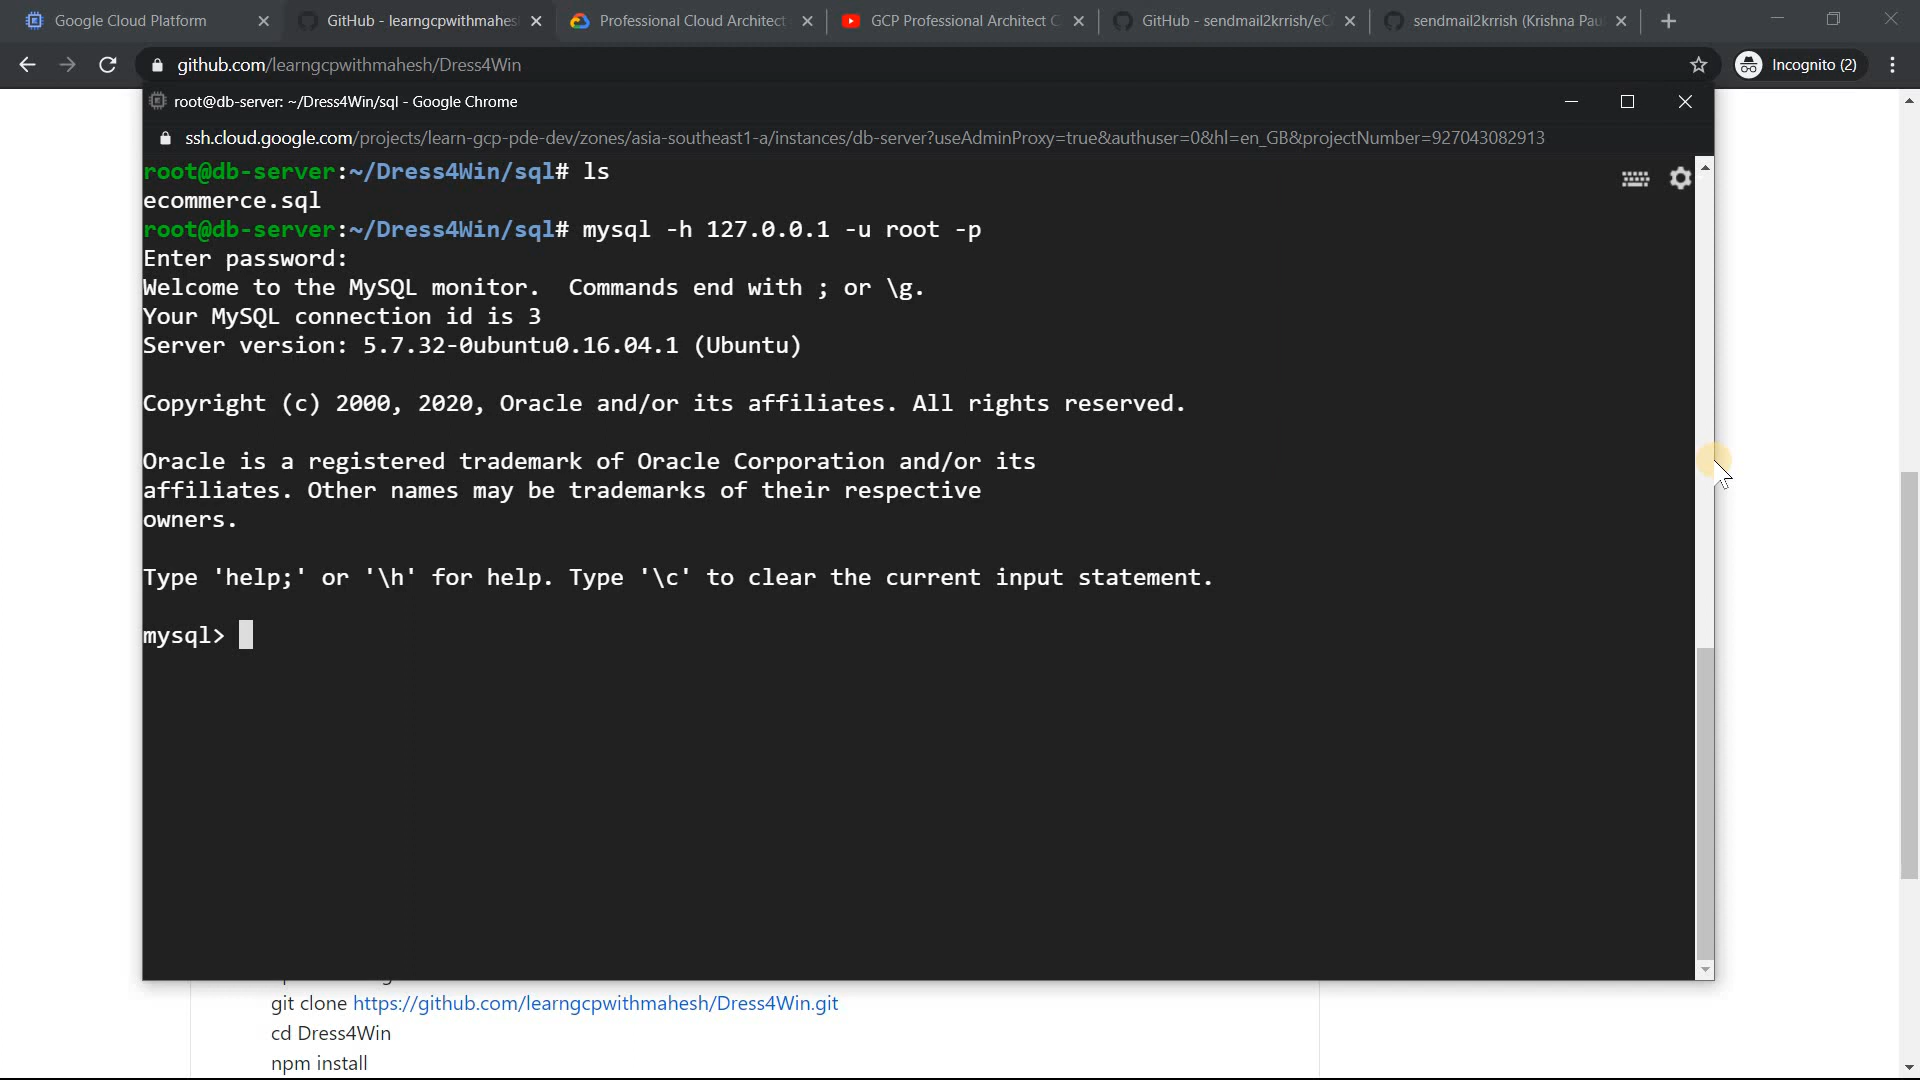 Google Cloud Platform
GitHub - learngcpwithmahes
Professional Cloud Architect
GCP Professional Architect C
GitHub - sendmail2krrish/eC
sendmail2krrish (Krishna Pau
github.com/learngcpwithmahesh/Dress4Win
Incognito (2)
root@db-server: ~/Dress4Win/sql - Google Chrome
ssh.cloud.google.com/projects/learn-gcp-pde-dev/zones/asia-southeast1-a/instances/db-server?useAdminProxy=true&authuser=0&hl=en_GB&projectNumber=927043082913
root@db-server:~/Dress4Win/sql# ls
ecommerce.sql
root@db-server:~/Dress4Win/sql# mysql -h 127.0.0.1 -u root -p
Enter password:
Welcome to the MySQL monitor.  Commands end with ; or \g.
Your MySQL connection id is 3
Server version: 5.7.32-0ubuntu0.16.04.1 (Ubuntu)
Copyright (c) 2000, 2020, Oracle and/or its affiliates. All rights reserved.
Oracle is a registered trademark of Oracle Corporation and/or its
affiliates. Other names may be trademarks of their respective
owners.
Type 'help;' or '\h' for help. Type '\c' to clear the current input statement.
mysql>
git clone https://github.com/learngcpwithmahesh/Dress4Win.git
cd Dress4Win
npm install